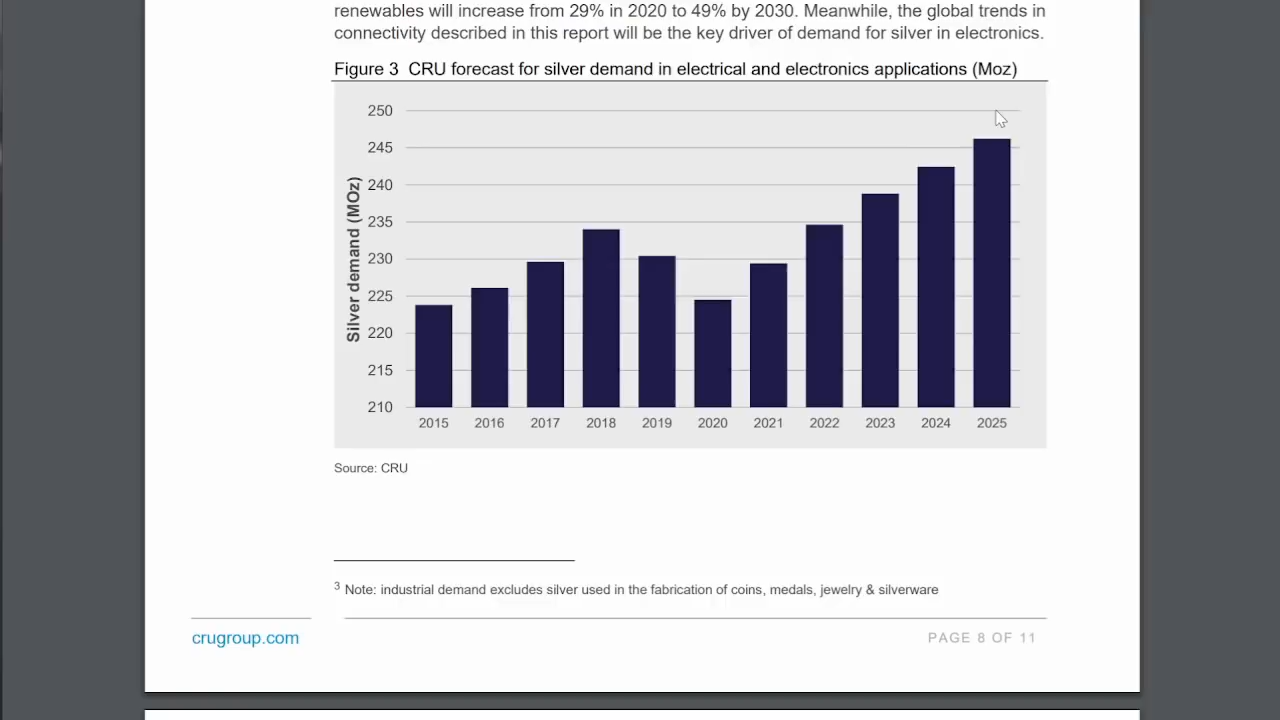 renewables will increase from 29% in 2020 to 49% by 2030. Meanwhile, the global trends in
connectivity described in this report will be the key driver of demand for silver in electronics.
Figure 3 CRU forecast for silver demand in electrical and electronics applications (Moz)
Silver demand (MOz)
250
245
240
235
230
225
220
215
210
2015 2016 2017 2018 2019 2020 2021 2022 2023 2024 2025
Source: CRU
3 Note: industrial demand excludes silver used in the fabrication of coins, medals, jewelry & silverware
crugroup.com PAGE 8 OF 11